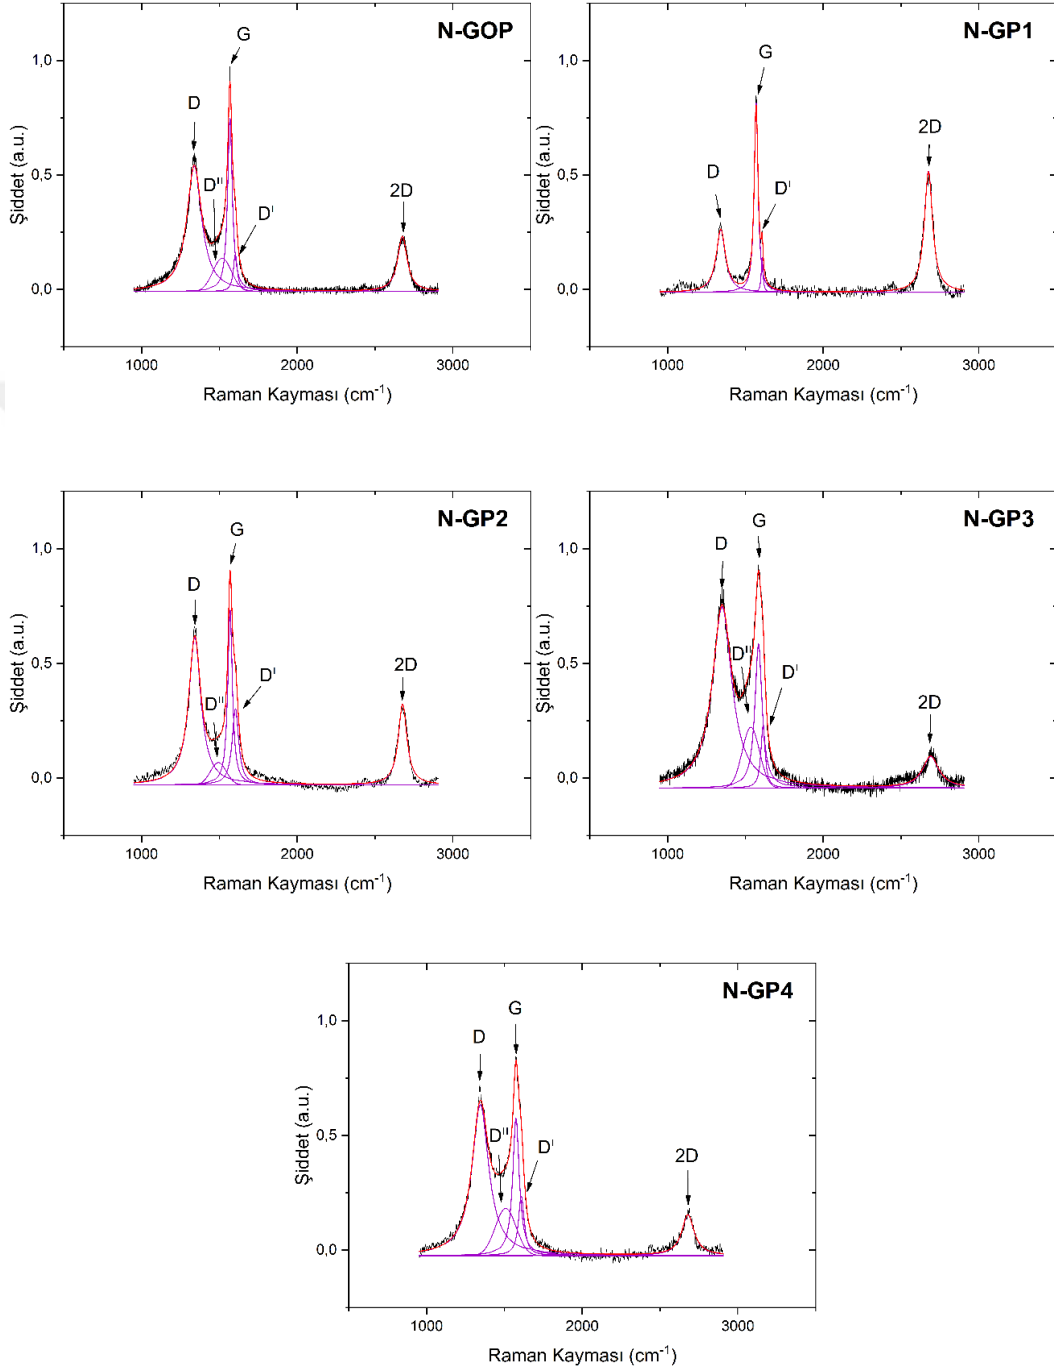 N-GOP
G
1,0
D
Şiddet (a.u.)
0,5
D"
D'
2D
0,0
1000
2000
3000
Raman Kayması (cm-1)
N-GP1
G
1,0
2D
Şiddet (a.u.)
0,5
D
D'
0,0
1000
2000
3000
Raman Kayması (cm-1)
N-GP2
G
1,0
D
Şiddet (a.u.)
0,5
D"
D'
2D
0,0
1000
2000
3000
Raman Kayması (cm-1)
N-GP3
G
D
1,0
Şiddet (a.u.)
0,5
D"
D'
2D
0,0
1000
2000
3000
Raman Kayması (cm-1)
N-GP4
G
1,0
D
Şiddet (a.u.)
0,5
D"
D'
2D
0,0
1000
2000
3000
Raman Kayması (cm-1)